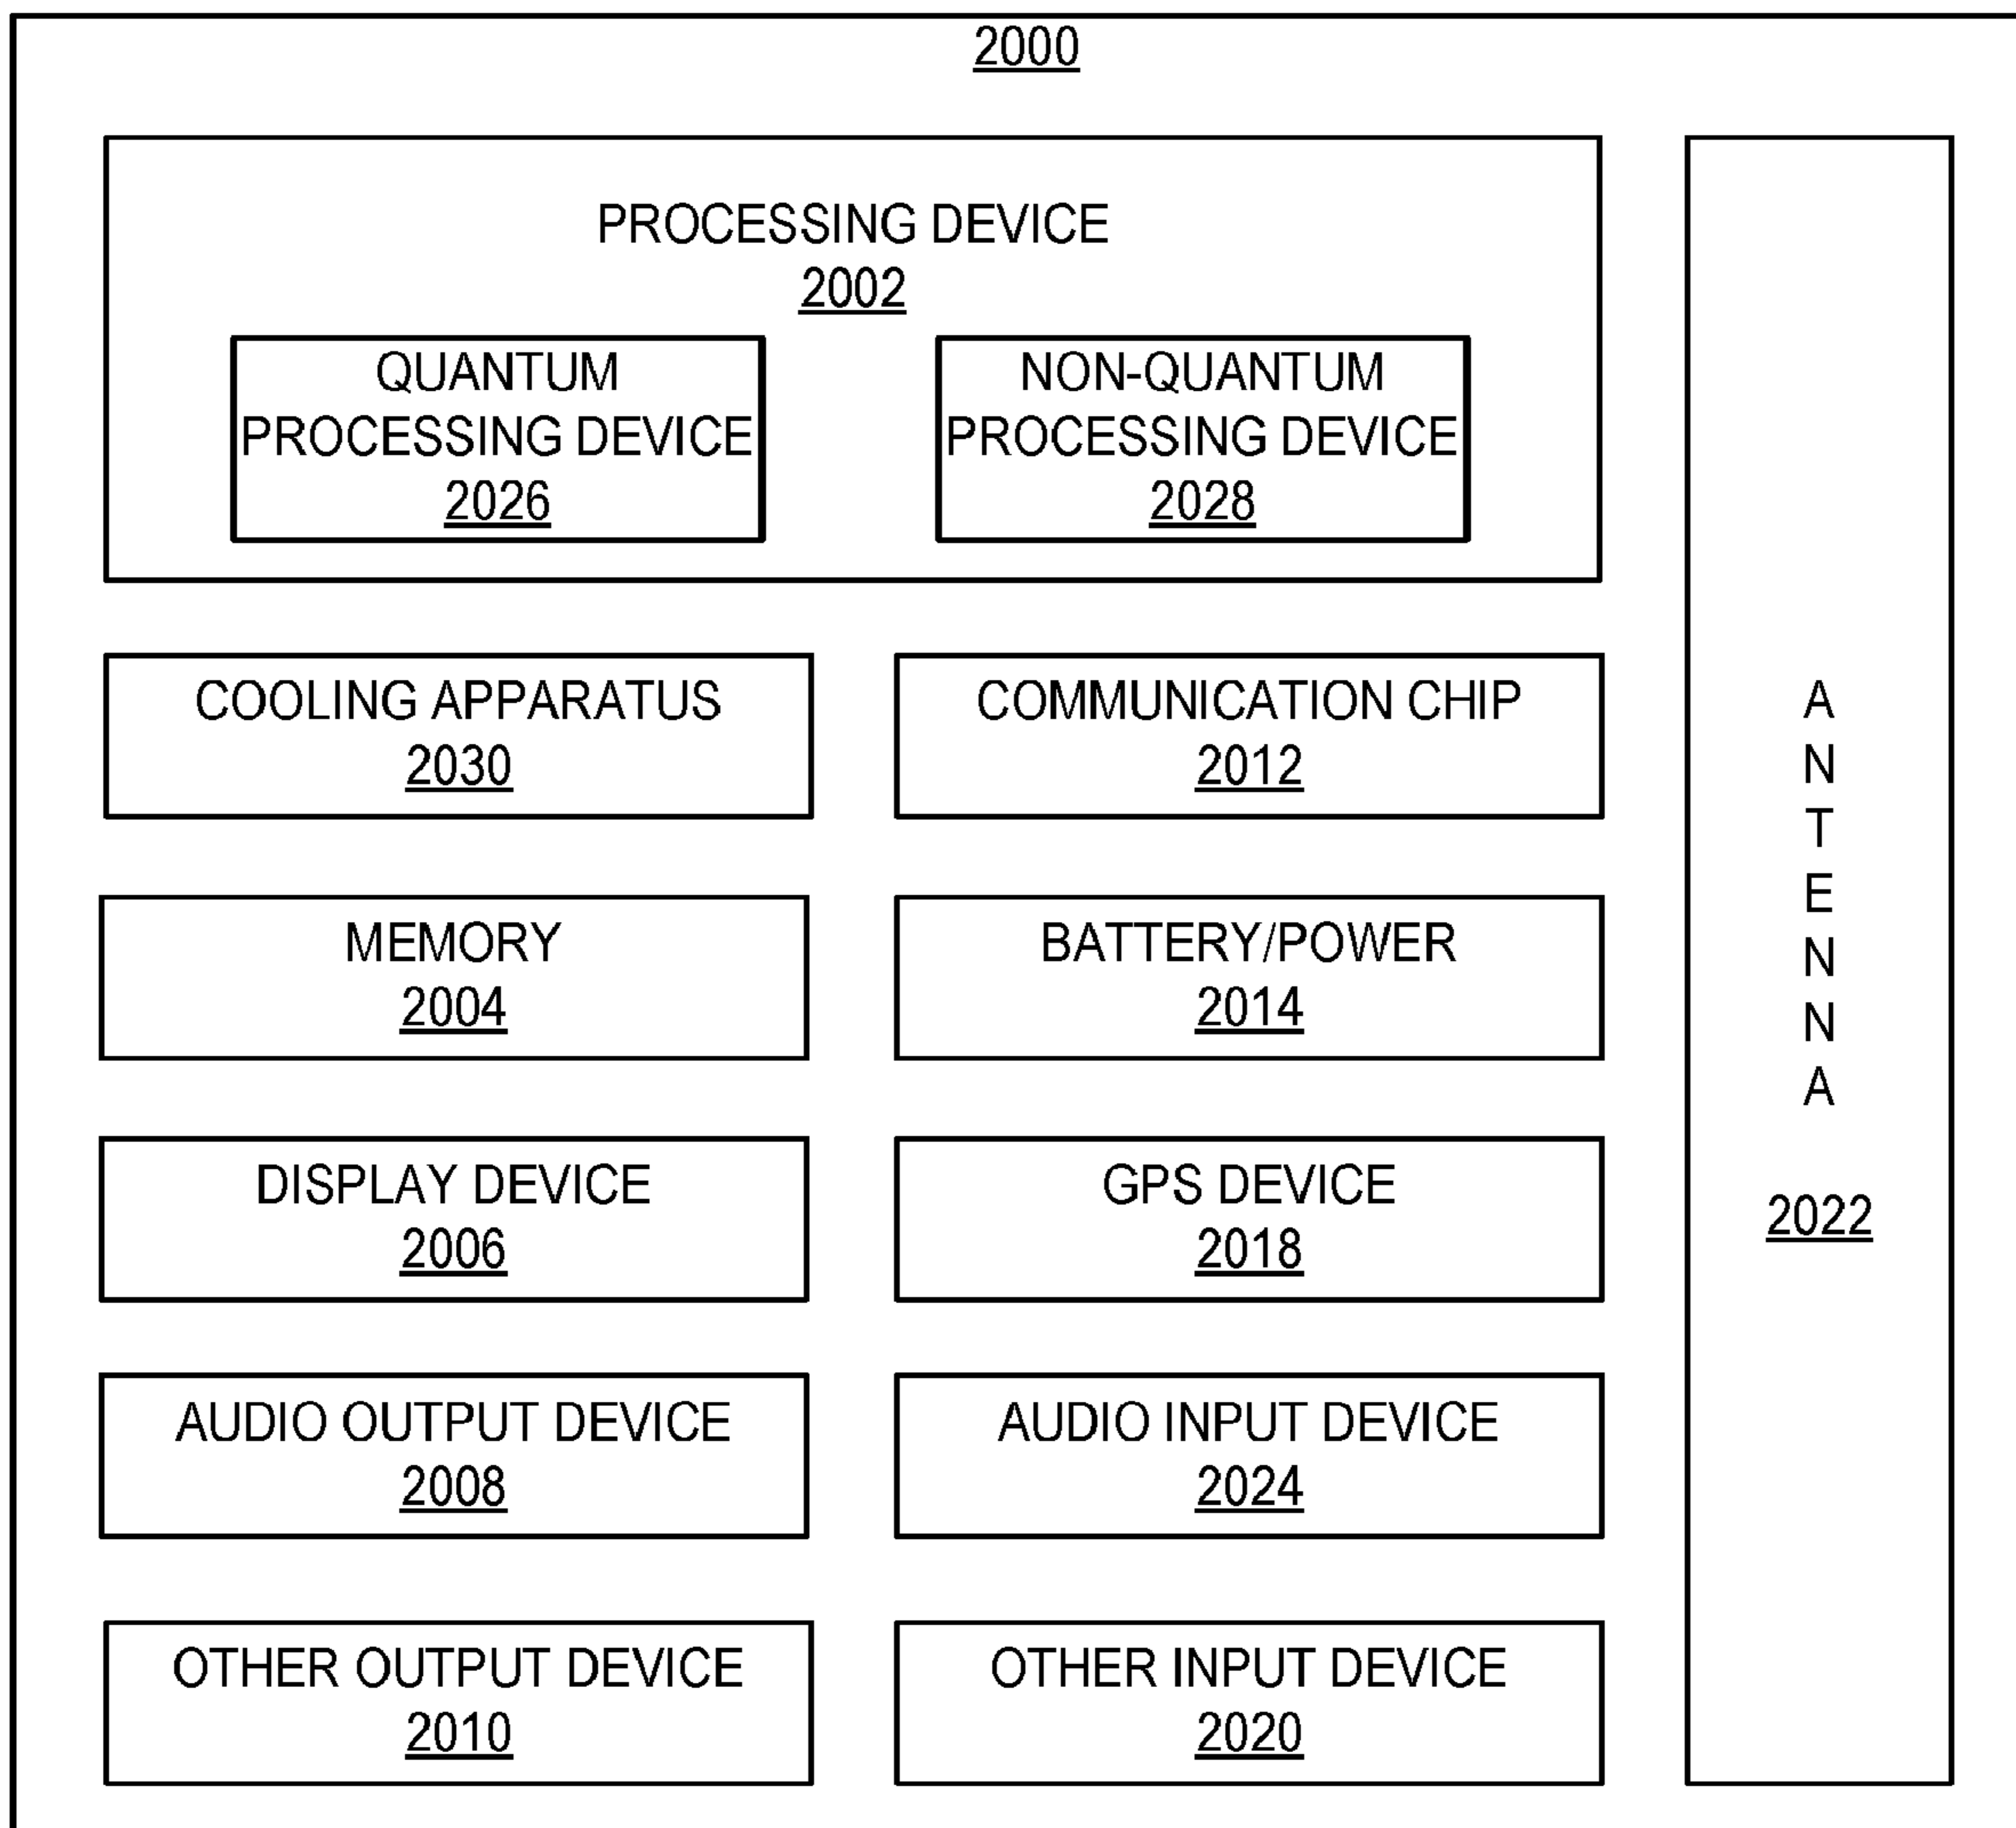 2000
PROCESSING DEVICE
2002
QUANTUM
PROCESSING DEVICE
2026
NON-QUANTUM
PROCESSING DEVICE
2028
COOLING APPARATUS
2030
COMMUNICATION CHIP
2012
MEMORY
2004
BATTERY/POWER
2014
DISPLAY DEVICE
2006
GPS DEVICE
2018
AUDIO OUTPUT DEVICE
2008
AUDIO INPUT DEVICE
2024
OTHER OUTPUT DEVICE
2010
OTHER INPUT DEVICE
2020
ANTENNA
2022